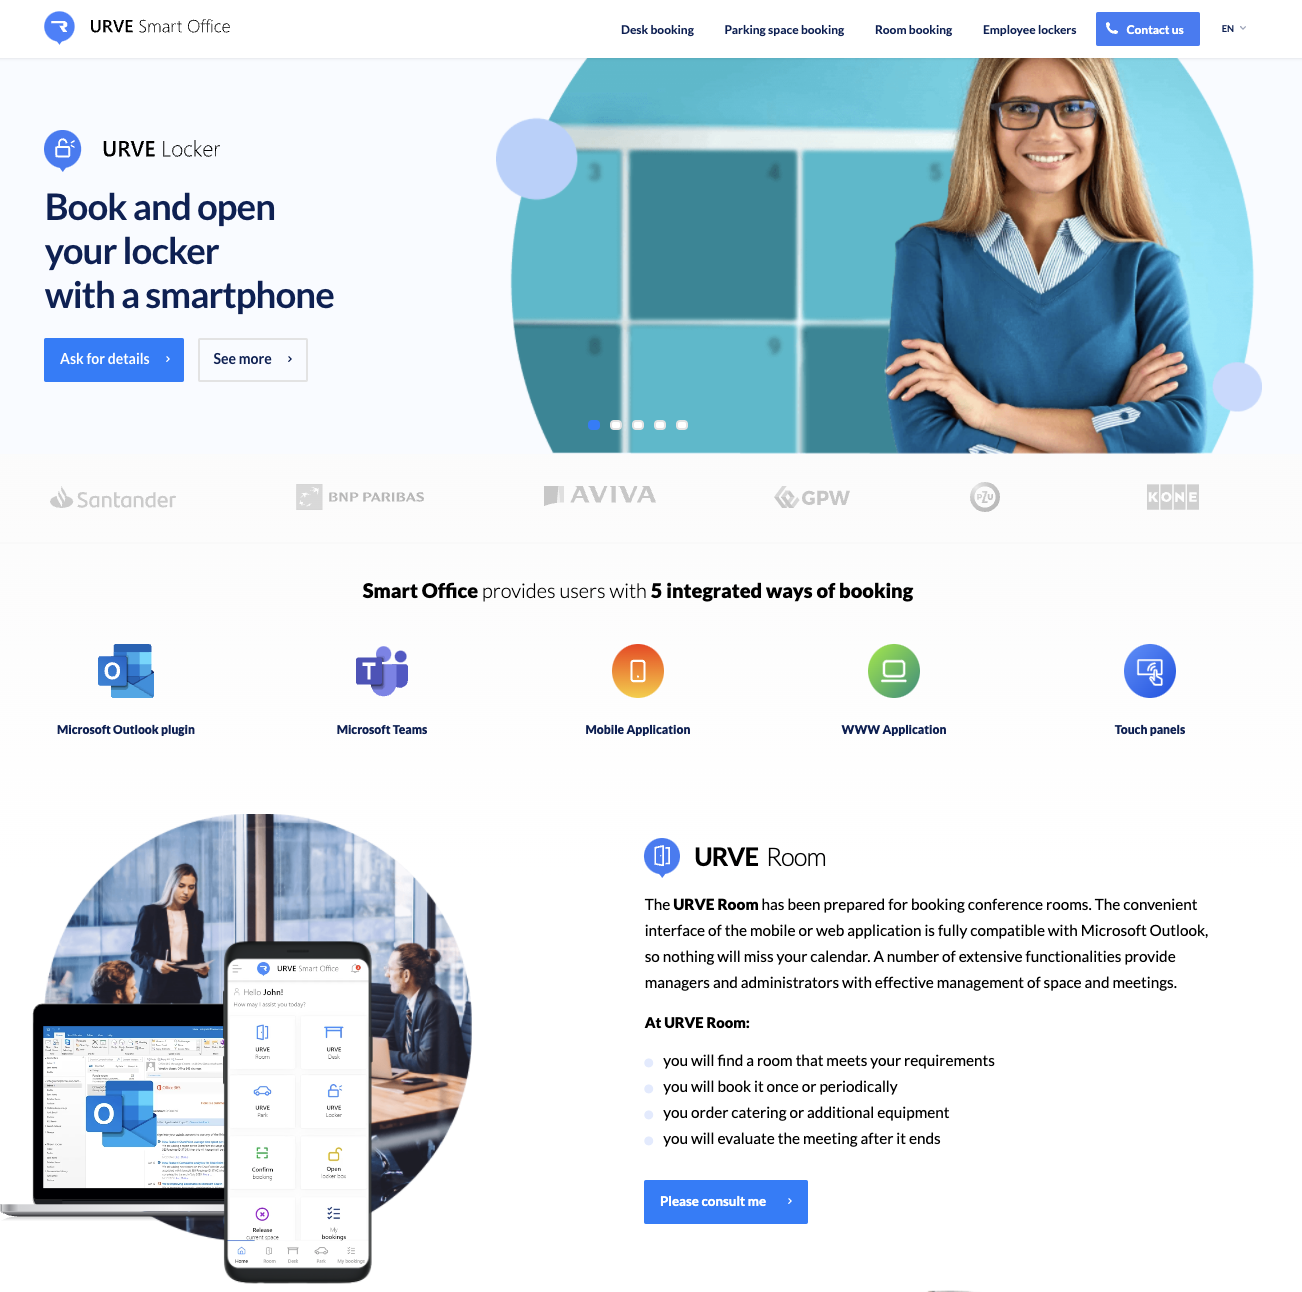 URVE Smart Office
Desk booking
Parking space booking
Room booking
Employee lockers
Contact us
EN
URVE Locker
Book and open
your locker
with a smartphone
Ask for details
See more
3
4
5
8
9
Santander
BNP PARIBAS
AVIVA
GPW
PZU
KONE
Smart Office provides users with 5 integrated ways of booking
Microsoft Outlook plugin
Microsoft Teams
Mobile Application
WWW Application
Touch panels
URVE Room
The URVE Room has been prepared for booking conference rooms. The convenient
interface of the mobile or web application is fully compatible with Microsoft Outlook,
so nothing will miss your calendar. A number of extensive functionalities provide
managers and administrators with effective management of space and meetings.
At URVE Room:
you will find a room that meets your requirements
you will book it once or periodically
you order catering or additional equipment
you will evaluate the meeting after it ends
Please consult me
URVE Smart Office
Hello John!
How may I assist you today?
URVE
Room
URVE
Desk
URVE
Park
URVE
Locker
Confirm
booking
Open
locker box
Release
current space
My
bookings
Home
Room
Desk
Park
My bookings